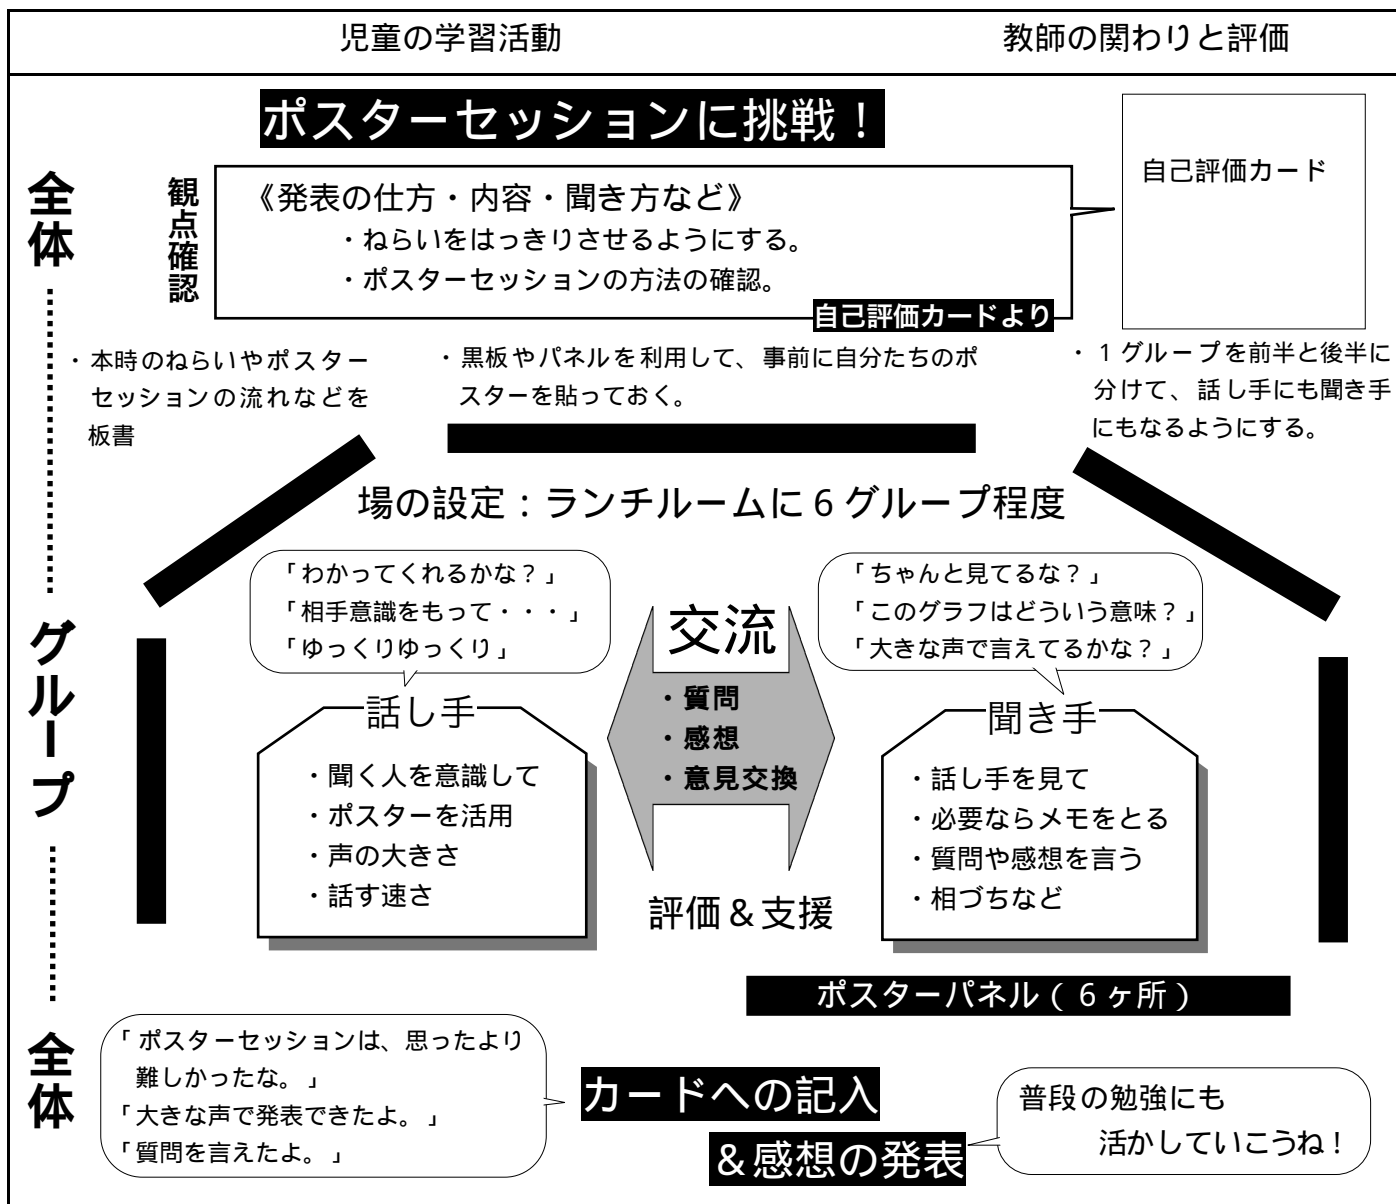 児童の学習活動
教師の関わりと評価
ポスターセッションに挑戦！
自己評価カード
全体
観点確認
《発表の仕方・内容・聞き方など》
・ねらいをはっきりさせるようにする。
・ポスターセッションの方法の確認。
自己評価カードより
・本時のねらいやポスター
セッションの流れなどを
板書
・黒板やパネルを利用して、事前に自分たちのポ
スターを貼っておく。
・１グループを前半と後半に
分けて、話し手にも聞き手
にもなるようにする。
場の設定：ランチルームに６グループ程度
グループ
「わかってくれるかな？」
「相手意識をもって・・・」
「ゆっくりゆっくり」
交流
・質問
・感想
・意見交換
「ちゃんと見てるな？」
「このグラフはどういう意味？」
「大きな声で言えてるかな？」
話し手
・聞く人を意識して
・ポスターを活用
・声の大きさ
・話す速さ
聞き手
・話し手を見て
・必要ならメモをとる
・質問や感想を言う
・相づちなど
評価＆支援
ポスターパネル（６ヶ所）
全体
「ポスターセッションは、思ったより
難しかったな。」
「大きな声で発表できたよ。」
「質問を言えたよ。」
カードへの記入
＆感想の発表
普段の勉強にも
活かしていこうね！